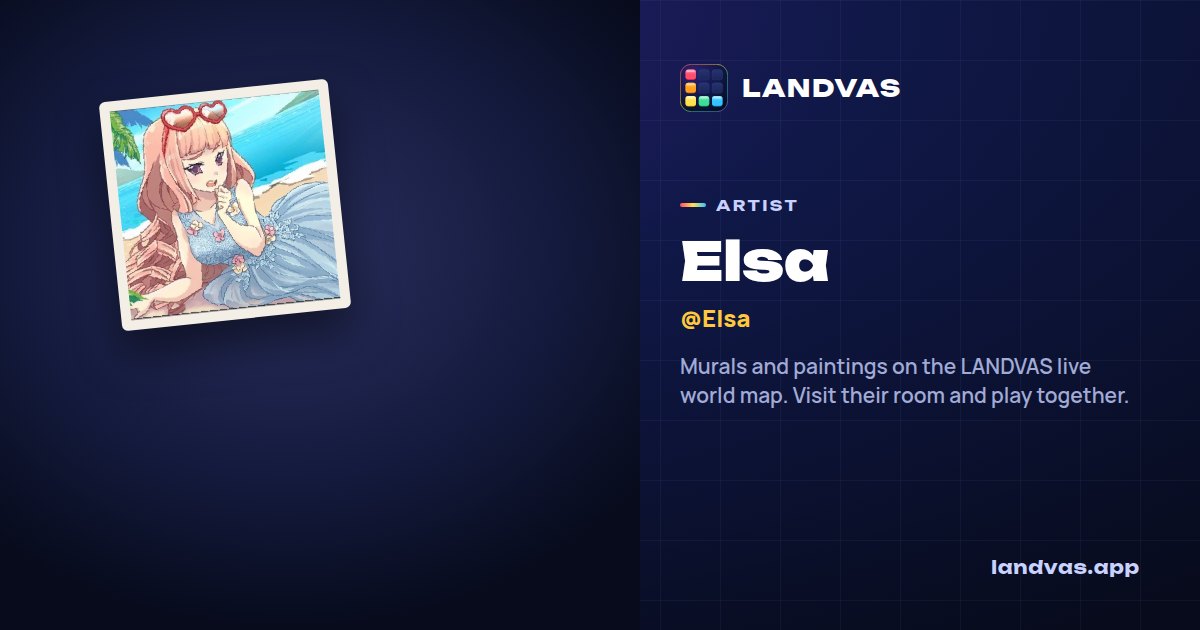 LANDVAS
ARTIST
Elsa
@Elsa
Murals and paintings on the LANDVAS live
world map. Visit their room and play together.
landvas.app